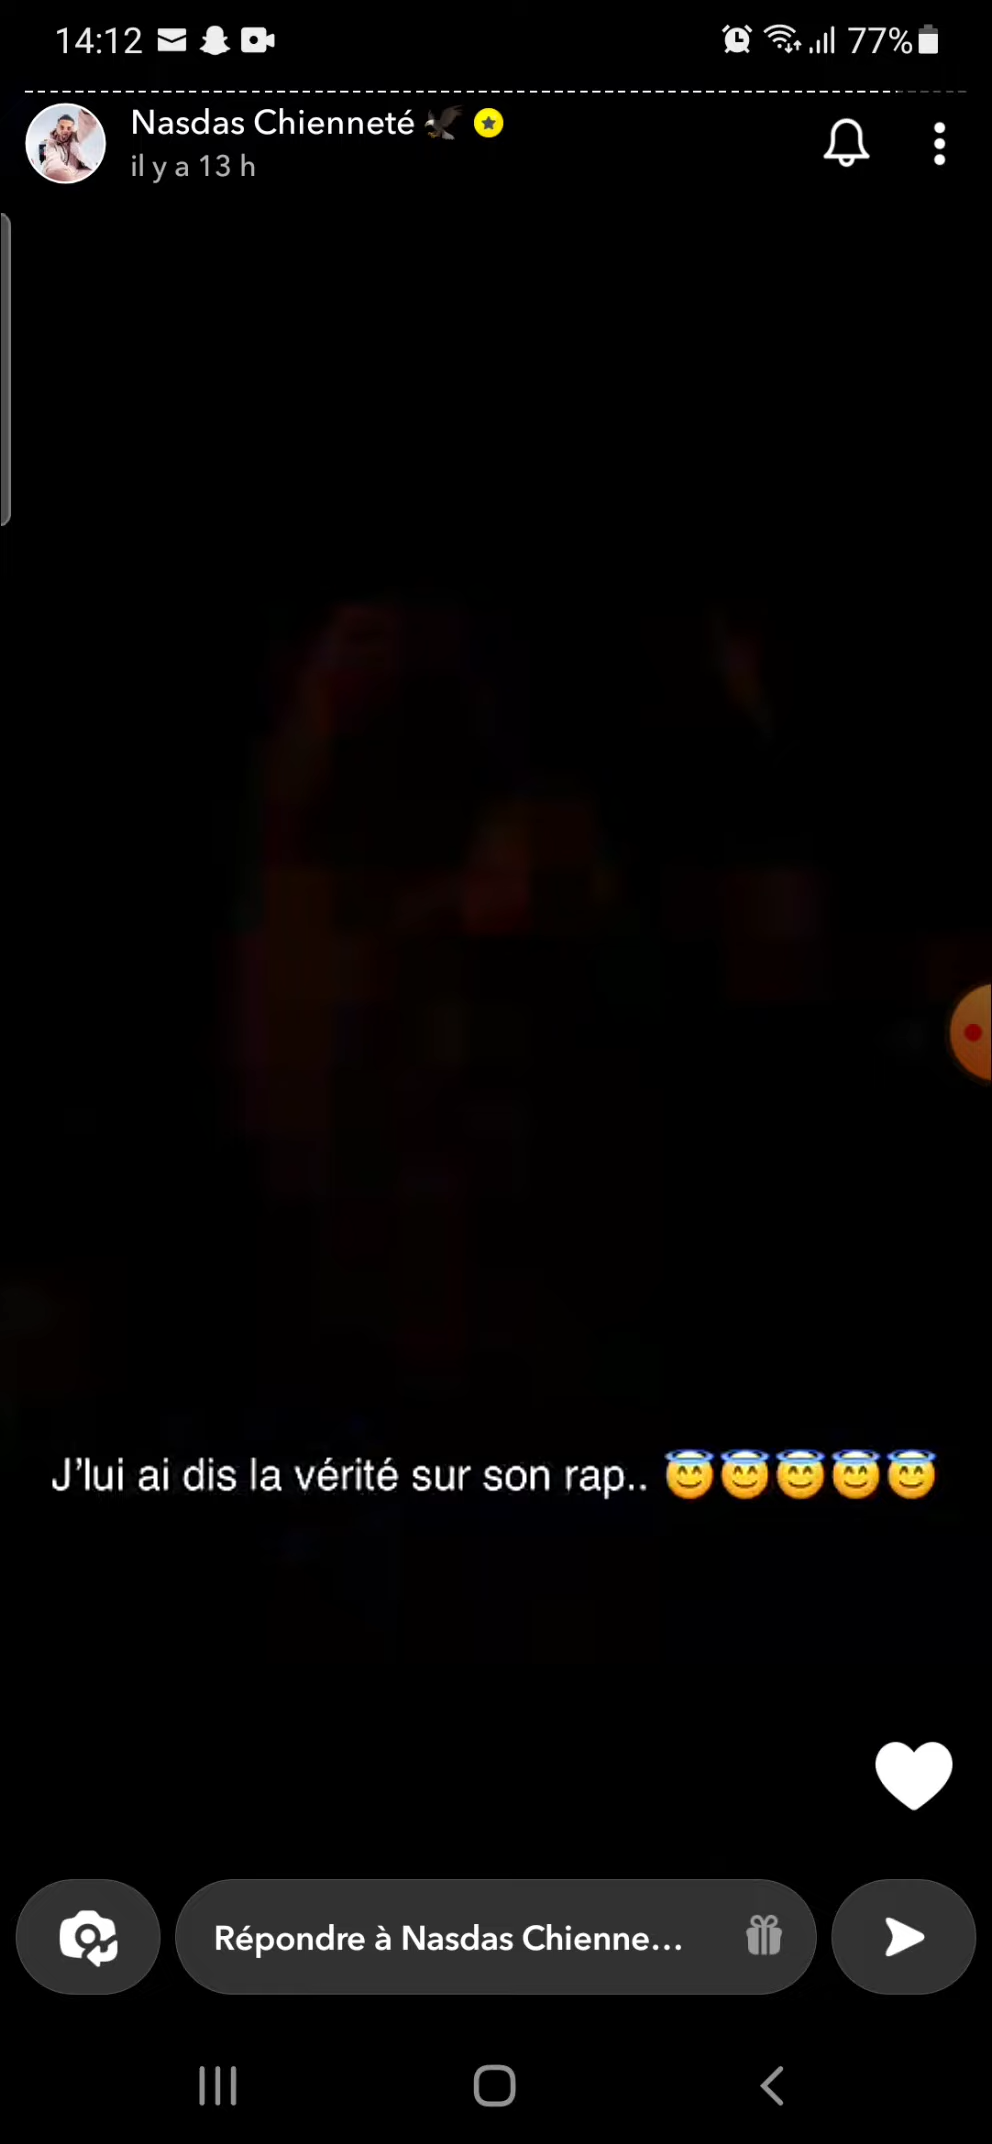 14:12 77%
Nasdas Chienneté 🦅
il y a 13 h
J'lui ai dis la vérité sur son rap.. 😇😇😇😇😇
Répondre à Nasdas Chienne...